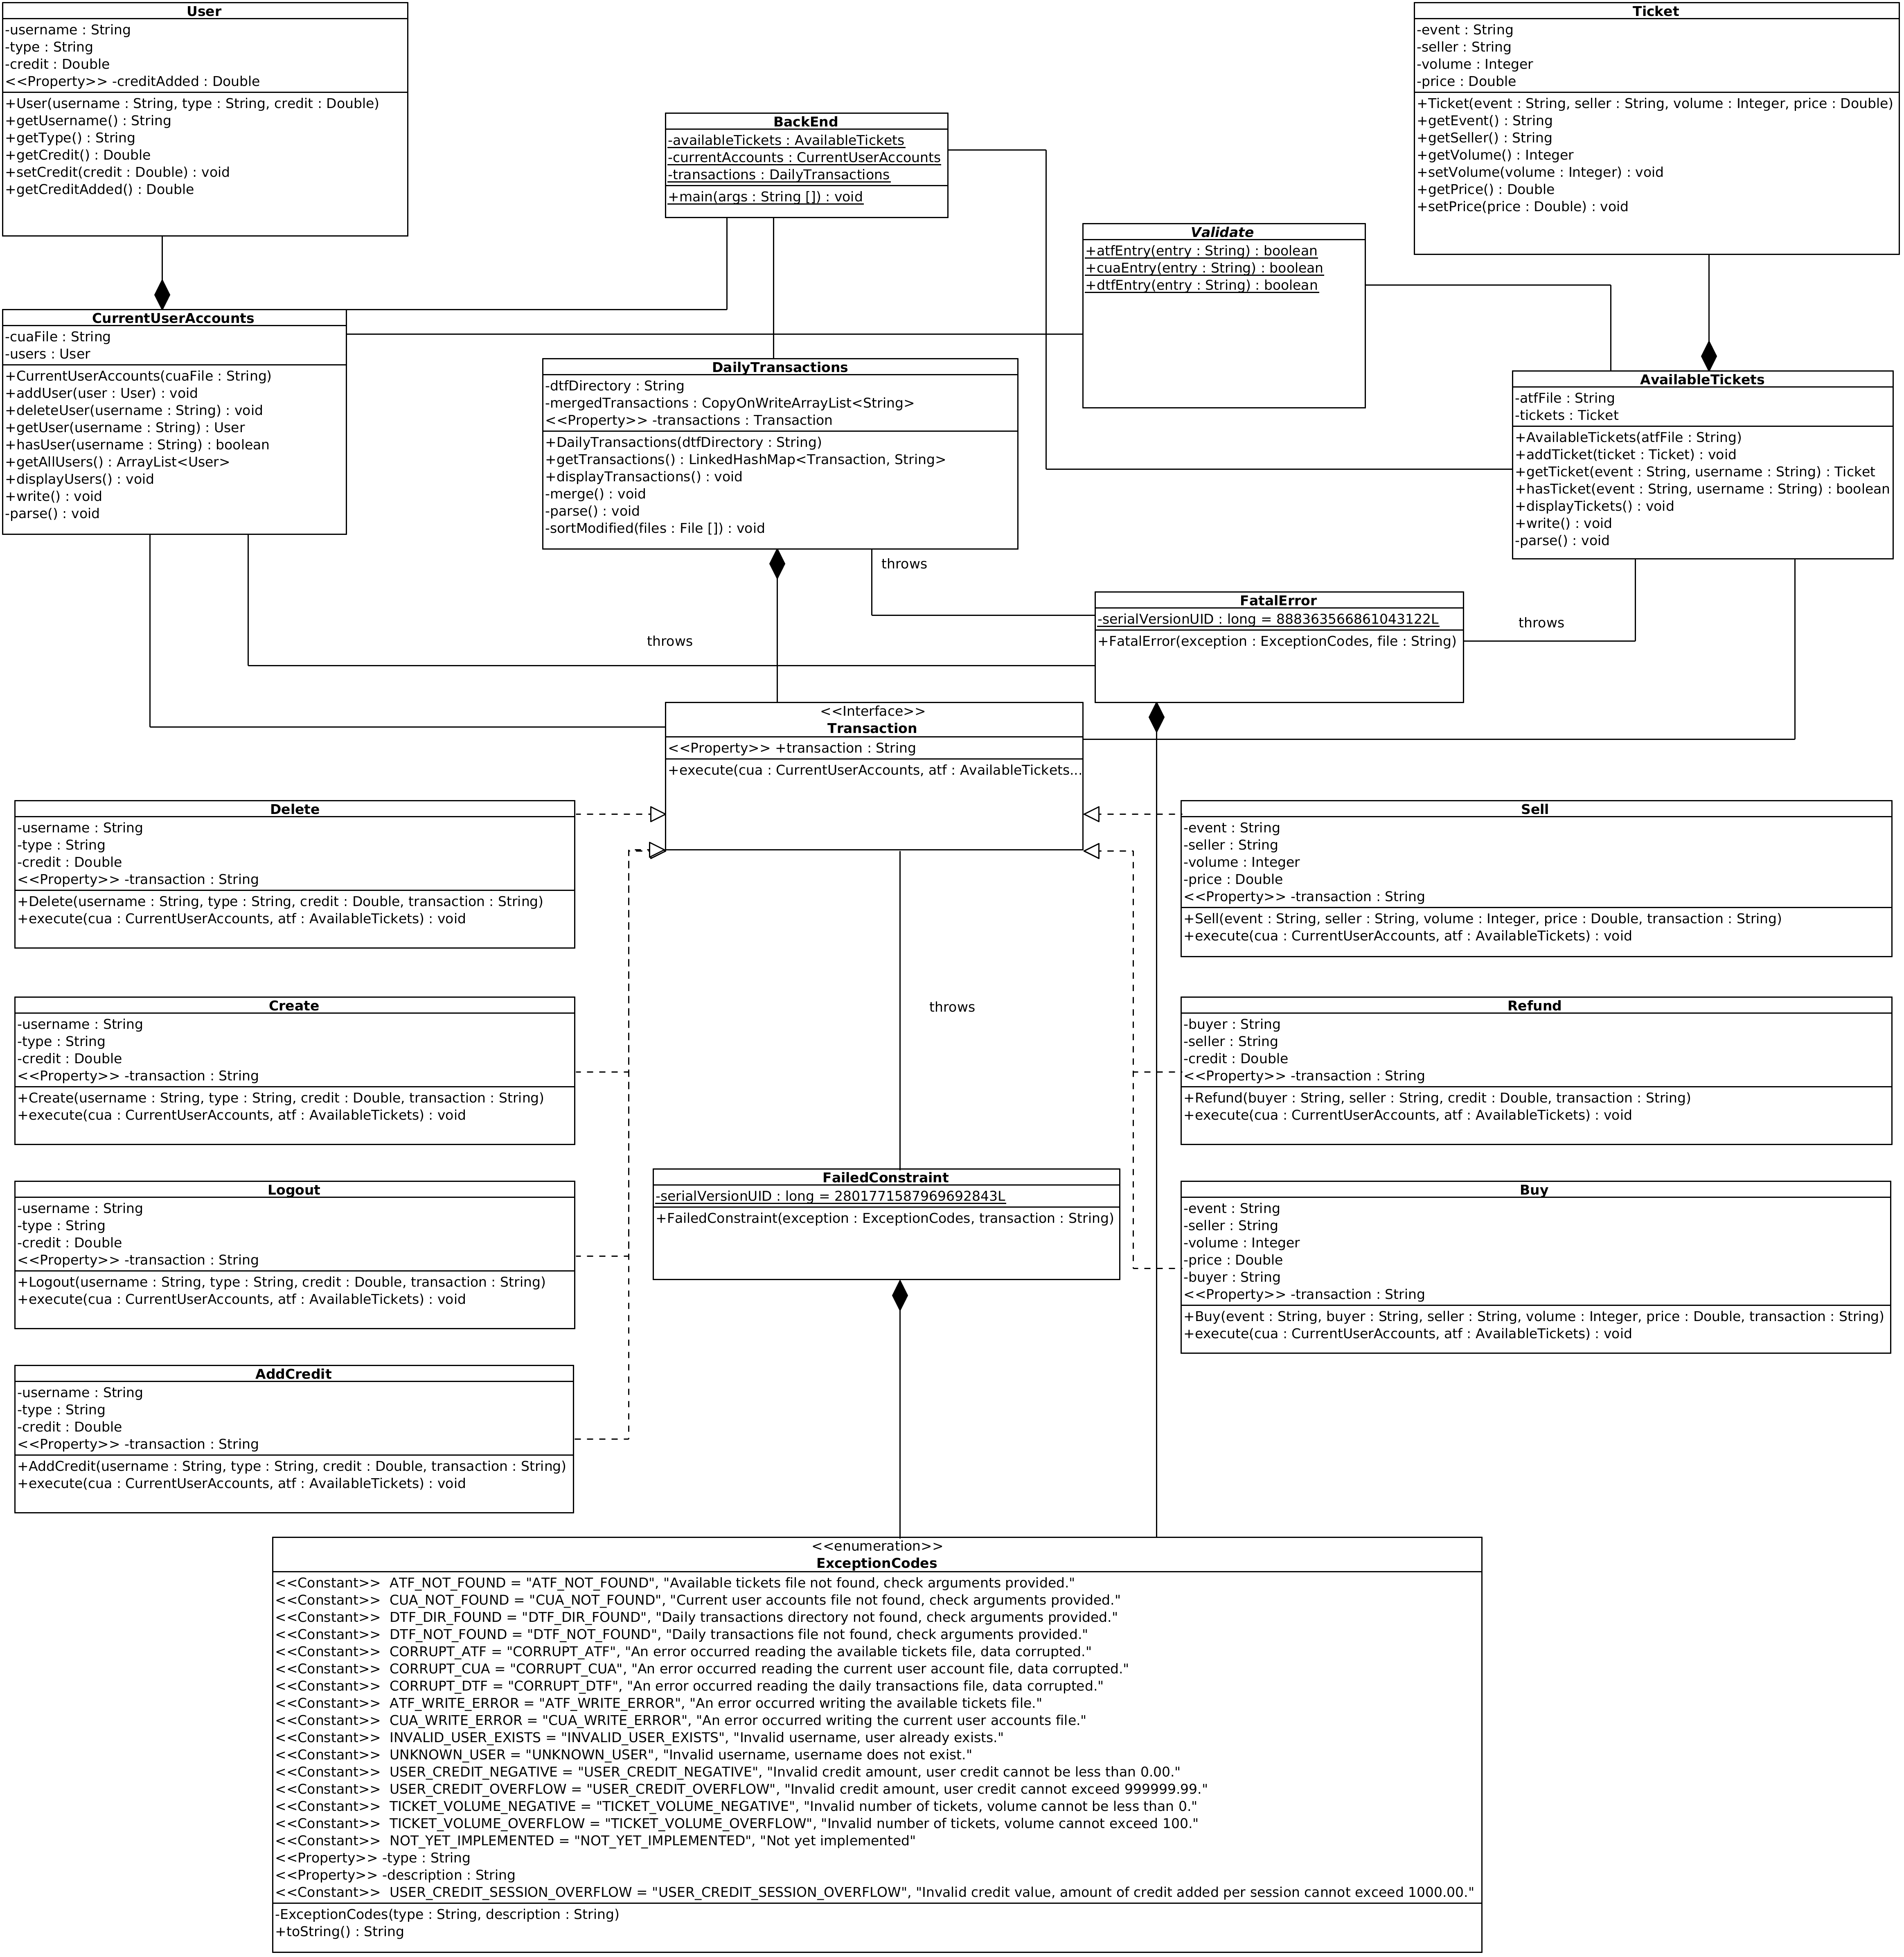 User
-username : String
-type : String
-credit : Double
<<Property>> -creditAdded : Double
+User(username : String, type : String, credit : Double)
+getUsername() : String
+getType() : String
+getCredit() : Double
+setCredit(credit : Double) : void
+getCreditAdded() : Double
Ticket
-event : String
-seller : String
-volume : Integer
-price : Double
+Ticket(event : String, seller : String, volume : Integer, price : Double)
+getEvent() : String
+getSeller() : String
+getVolume() : Integer
+setVolume(volume : Integer) : void
+getPrice() : Double
+setPrice(price : Double) : void
BackEnd
-availableTickets : AvailableTickets
-currentAccounts : CurrentUserAccounts
-transactions : DailyTransactions
+main(args : String []) : void
Validate
+atfEntry(entry : String) : boolean
+cuaEntry(entry : String) : boolean
+dtfEntry(entry : String) : boolean
CurrentUserAccounts
-cuaFile : String
-users : User
+CurrentUserAccounts(cuaFile : String)
+addUser(user : User) : void
+deleteUser(username : String) : void
+getUser(username : String) : User
+hasUser(username : String) : boolean
+getAllUsers() : ArrayList<User>
+displayUsers() : void
+write() : void
-parse() : void
DailyTransactions
-dtfDirectory : String
-mergedTransactions : CopyOnWriteArrayList<String>
<<Property>> -transactions : Transaction
+DailyTransactions(dtfDirectory : String)
+getTransactions() : LinkedHashMap<Transaction, String>
+displayTransactions() : void
-merge() : void
-parse() : void
-sortModified(files : File []) : void
AvailableTickets
-atfFile : String
-tickets : Ticket
+AvailableTickets(atfFile : String)
+addTicket(ticket : Ticket) : void
+getTicket(event : String, username : String) : Ticket
+hasTicket(event : String, username : String) : boolean
+displayTickets() : void
+write() : void
-parse() : void
throws
FatalError
-serialVersionUID : long = 888363566861043122L
+FatalError(exception : ExceptionCodes, file : String)
throws
throws
<<Interface>>
Transaction
<<Property>> +transaction : String
+execute(cua : CurrentUserAccounts, atf : AvailableTickets...
Delete
-username : String
-type : String
-credit : Double
<<Property>> -transaction : String
+Delete(username : String, type : String, credit : Double, transaction : String)
+execute(cua : CurrentUserAccounts, atf : AvailableTickets) : void
Sell
-event : String
-seller : String
-volume : Integer
-price : Double
<<Property>> -transaction : String
+Sell(event : String, seller : String, volume : Integer, price : Double, transaction : String)
+execute(cua : CurrentUserAccounts, atf : AvailableTickets) : void
Create
-username : String
-type : String
-credit : Double
<<Property>> -transaction : String
+Create(username : String, type : String, credit : Double, transaction : String)
+execute(cua : CurrentUserAccounts, atf : AvailableTickets) : void
throws
Refund
-buyer : String
-seller : String
-credit : Double
<<Property>> -transaction : String
+Refund(buyer : String, seller : String, credit : Double, transaction : String)
+execute(cua : CurrentUserAccounts, atf : AvailableTickets) : void
Logout
-username : String
-type : String
-credit : Double
<<Property>> -transaction : String
+Logout(username : String, type : String, credit : Double, transaction : String)
+execute(cua : CurrentUserAccounts, atf : AvailableTickets) : void
FailedConstraint
-serialVersionUID : long = 2801771587969692843L
+FailedConstraint(exception : ExceptionCodes, transaction : String)
Buy
-event : String
-seller : String
-volume : Integer
-price : Double
-buyer : String
<<Property>> -transaction : String
+Buy(event : String, buyer : String, seller : String, volume : Integer, price : Double, transaction : String)
+execute(cua : CurrentUserAccounts, atf : AvailableTickets) : void
AddCredit
-username : String
-type : String
-credit : Double
<<Property>> -transaction : String
+AddCredit(username : String, type : String, credit : Double, transaction : String)
+execute(cua : CurrentUserAccounts, atf : AvailableTickets) : void
<<enumeration>>
ExceptionCodes
<<Constant>> ATF_NOT_FOUND = "ATF_NOT_FOUND", "Available tickets file not found, check arguments provided."
<<Constant>> CUA_NOT_FOUND = "CUA_NOT_FOUND", "Current user accounts file not found, check arguments provided."
<<Constant>> DTF_DIR_FOUND = "DTF_DIR_FOUND", "Daily transactions directory not found, check arguments provided."
<<Constant>> DTF_NOT_FOUND = "DTF_NOT_FOUND", "Daily transactions file not found, check arguments provided."
<<Constant>> CORRUPT_ATF = "CORRUPT_ATF", "An error occurred reading the available tickets file, data corrupted."
<<Constant>> CORRUPT_CUA = "CORRUPT_CUA", "An error occurred reading the current user account file, data corrupted."
<<Constant>> CORRUPT_DTF = "CORRUPT_DTF", "An error occurred reading the daily transactions file, data corrupted."
<<Constant>> ATF_WRITE_ERROR = "ATF_WRITE_ERROR", "An error occurred writing the available tickets file."
<<Constant>> CUA_WRITE_ERROR = "CUA_WRITE_ERROR", "An error occurred writing the current user accounts file."
<<Constant>> INVALID_USER_EXISTS = "INVALID_USER_EXISTS", "Invalid username, user already exists."
<<Constant>> UNKNOWN_USER = "UNKNOWN_USER", "Invalid username, username does not exist."
<<Constant>> USER_CREDIT_NEGATIVE = "USER_CREDIT_NEGATIVE", "Invalid credit amount, user credit cannot be less than 0.00."
<<Constant>> USER_CREDIT_OVERFLOW = "USER_CREDIT_OVERFLOW", "Invalid credit amount, user credit cannot exceed 999999.99."
<<Constant>> TICKET_VOLUME_NEGATIVE = "TICKET_VOLUME_NEGATIVE", "Invalid number of tickets, volume cannot be less than 0."
<<Constant>> TICKET_VOLUME_OVERFLOW = "TICKET_VOLUME_OVERFLOW", "Invalid number of tickets, volume cannot exceed 100."
<<Constant>> NOT_YET_IMPLEMENTED = "NOT_YET_IMPLEMENTED", "Not yet implemented"
<<Property>> -type : String
<<Property>> -description : String
<<Constant>> USER_CREDIT_SESSION_OVERFLOW = "USER_CREDIT_SESSION_OVERFLOW", "Invalid credit value, amount of credit added per session cannot exceed 1000.00."
-ExceptionCodes(type : String, description : String)
+toString() : String